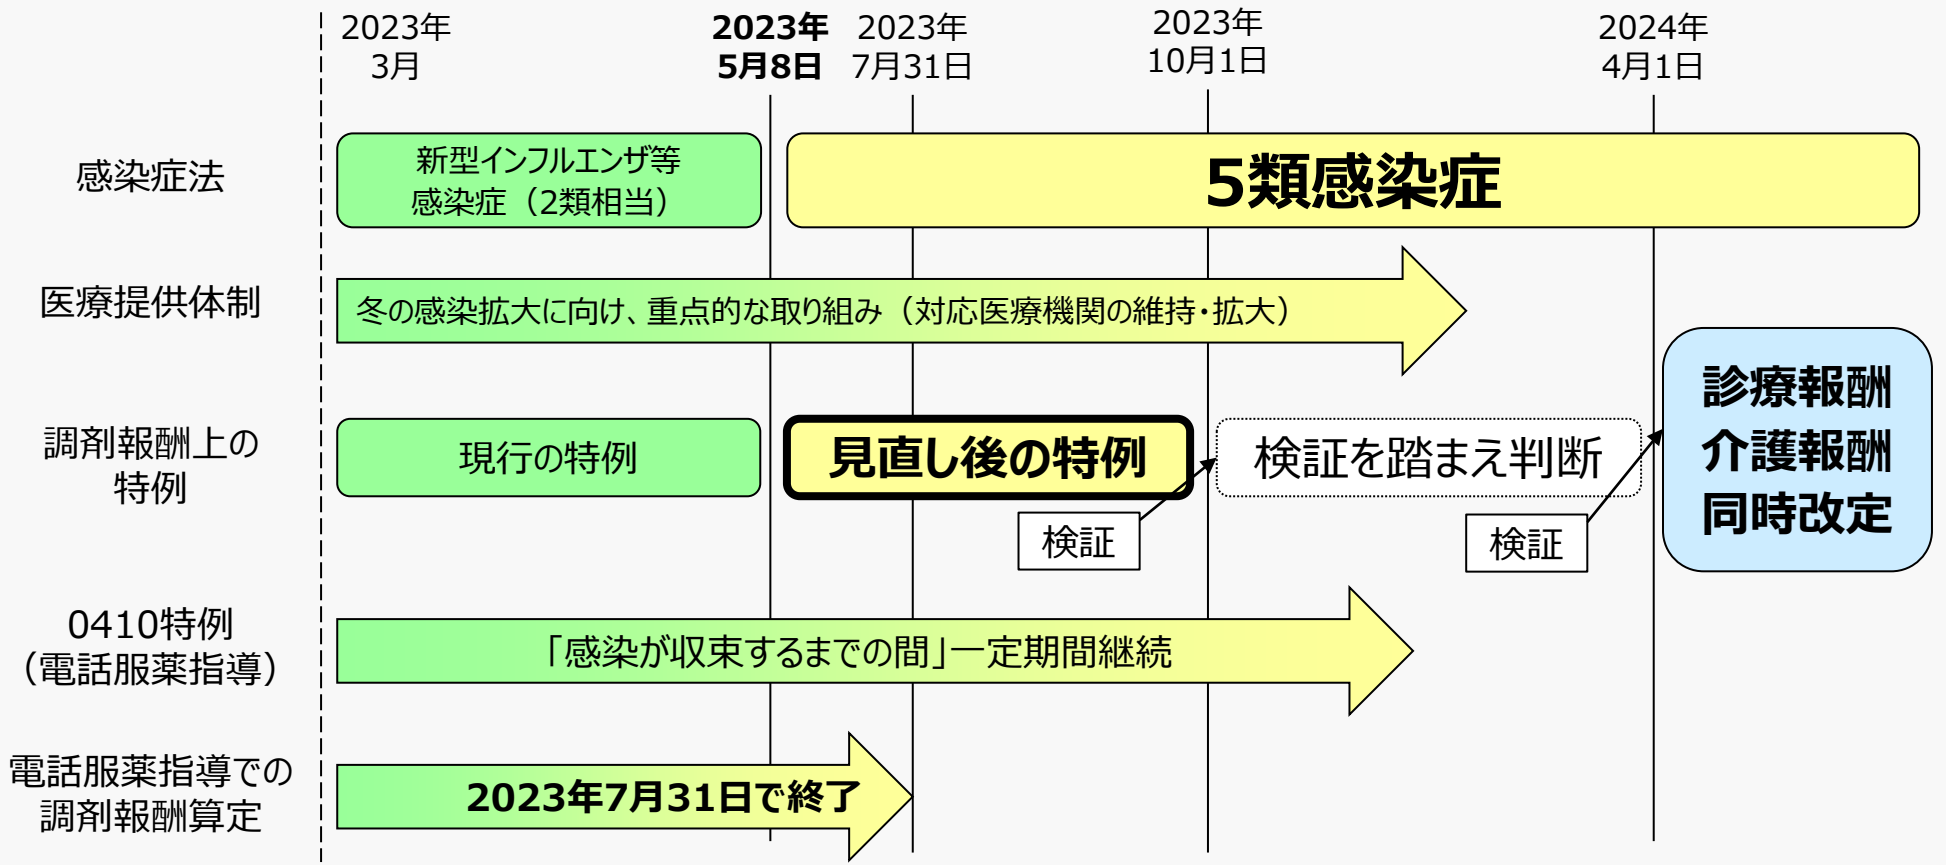 2023年
3月
2023年
5月8日
2023年
7月31日
2023年
10月1日
2024年
4月1日
感染症法
新型インフルエンザ等
感染症（2類相当）
5類感染症
医療提供体制
冬の感染拡大に向け、重点的な取り組み（対応医療機関の維持・拡大）
調剤報酬上の
特例
現行の特例
見直し後の特例
検証を踏まえ判断
検証
検証
診療報酬
介護報酬
同時改定
0410特例
（電話服薬指導）
「感染が収束するまでの間」一定期間継続
電話服薬指導での
調剤報酬算定
2023年7月31日で終了